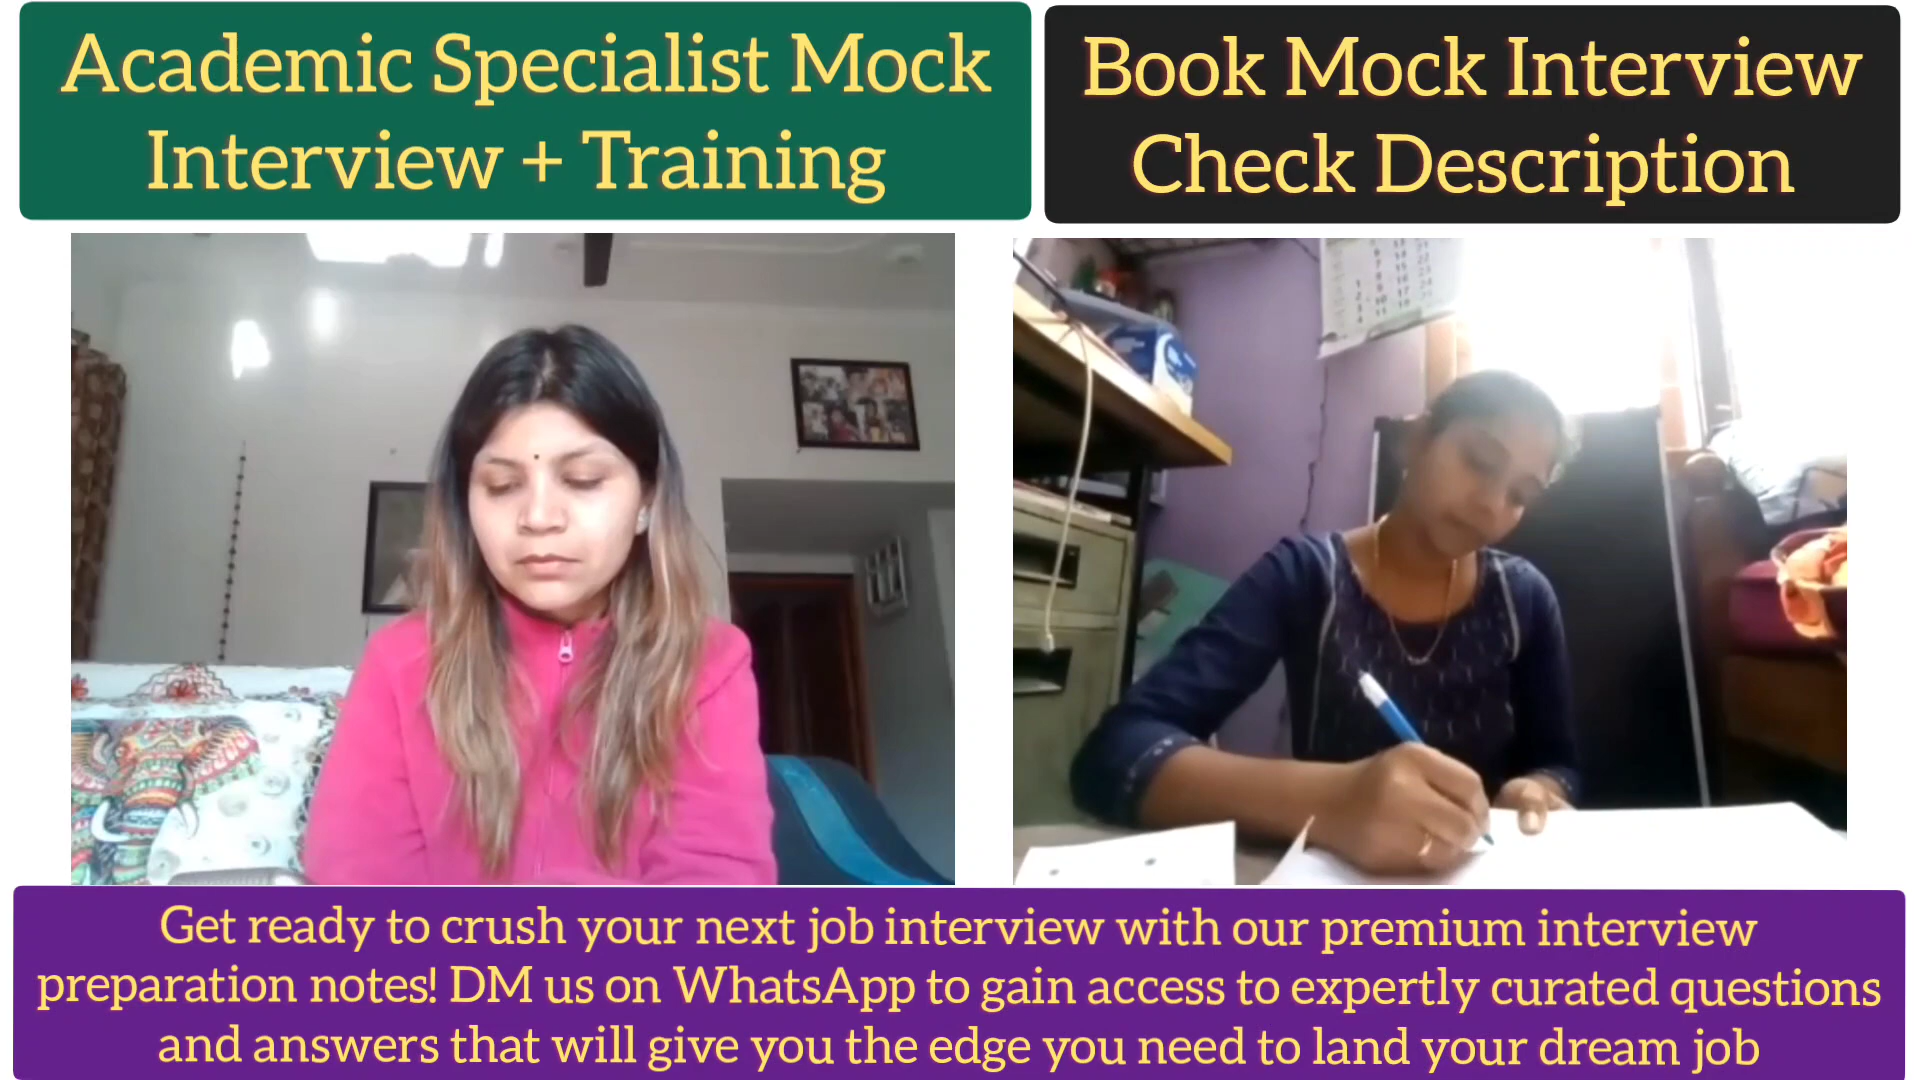 Academic Specialist Mock
Interview + Training
Book Mock Interview
Check Description
Get ready to crush your next job interview with our premium interview
preparation notes! DM us on WhatsApp to gain access to expertly curated questions
and answers that will give you the edge you need to land your dream job